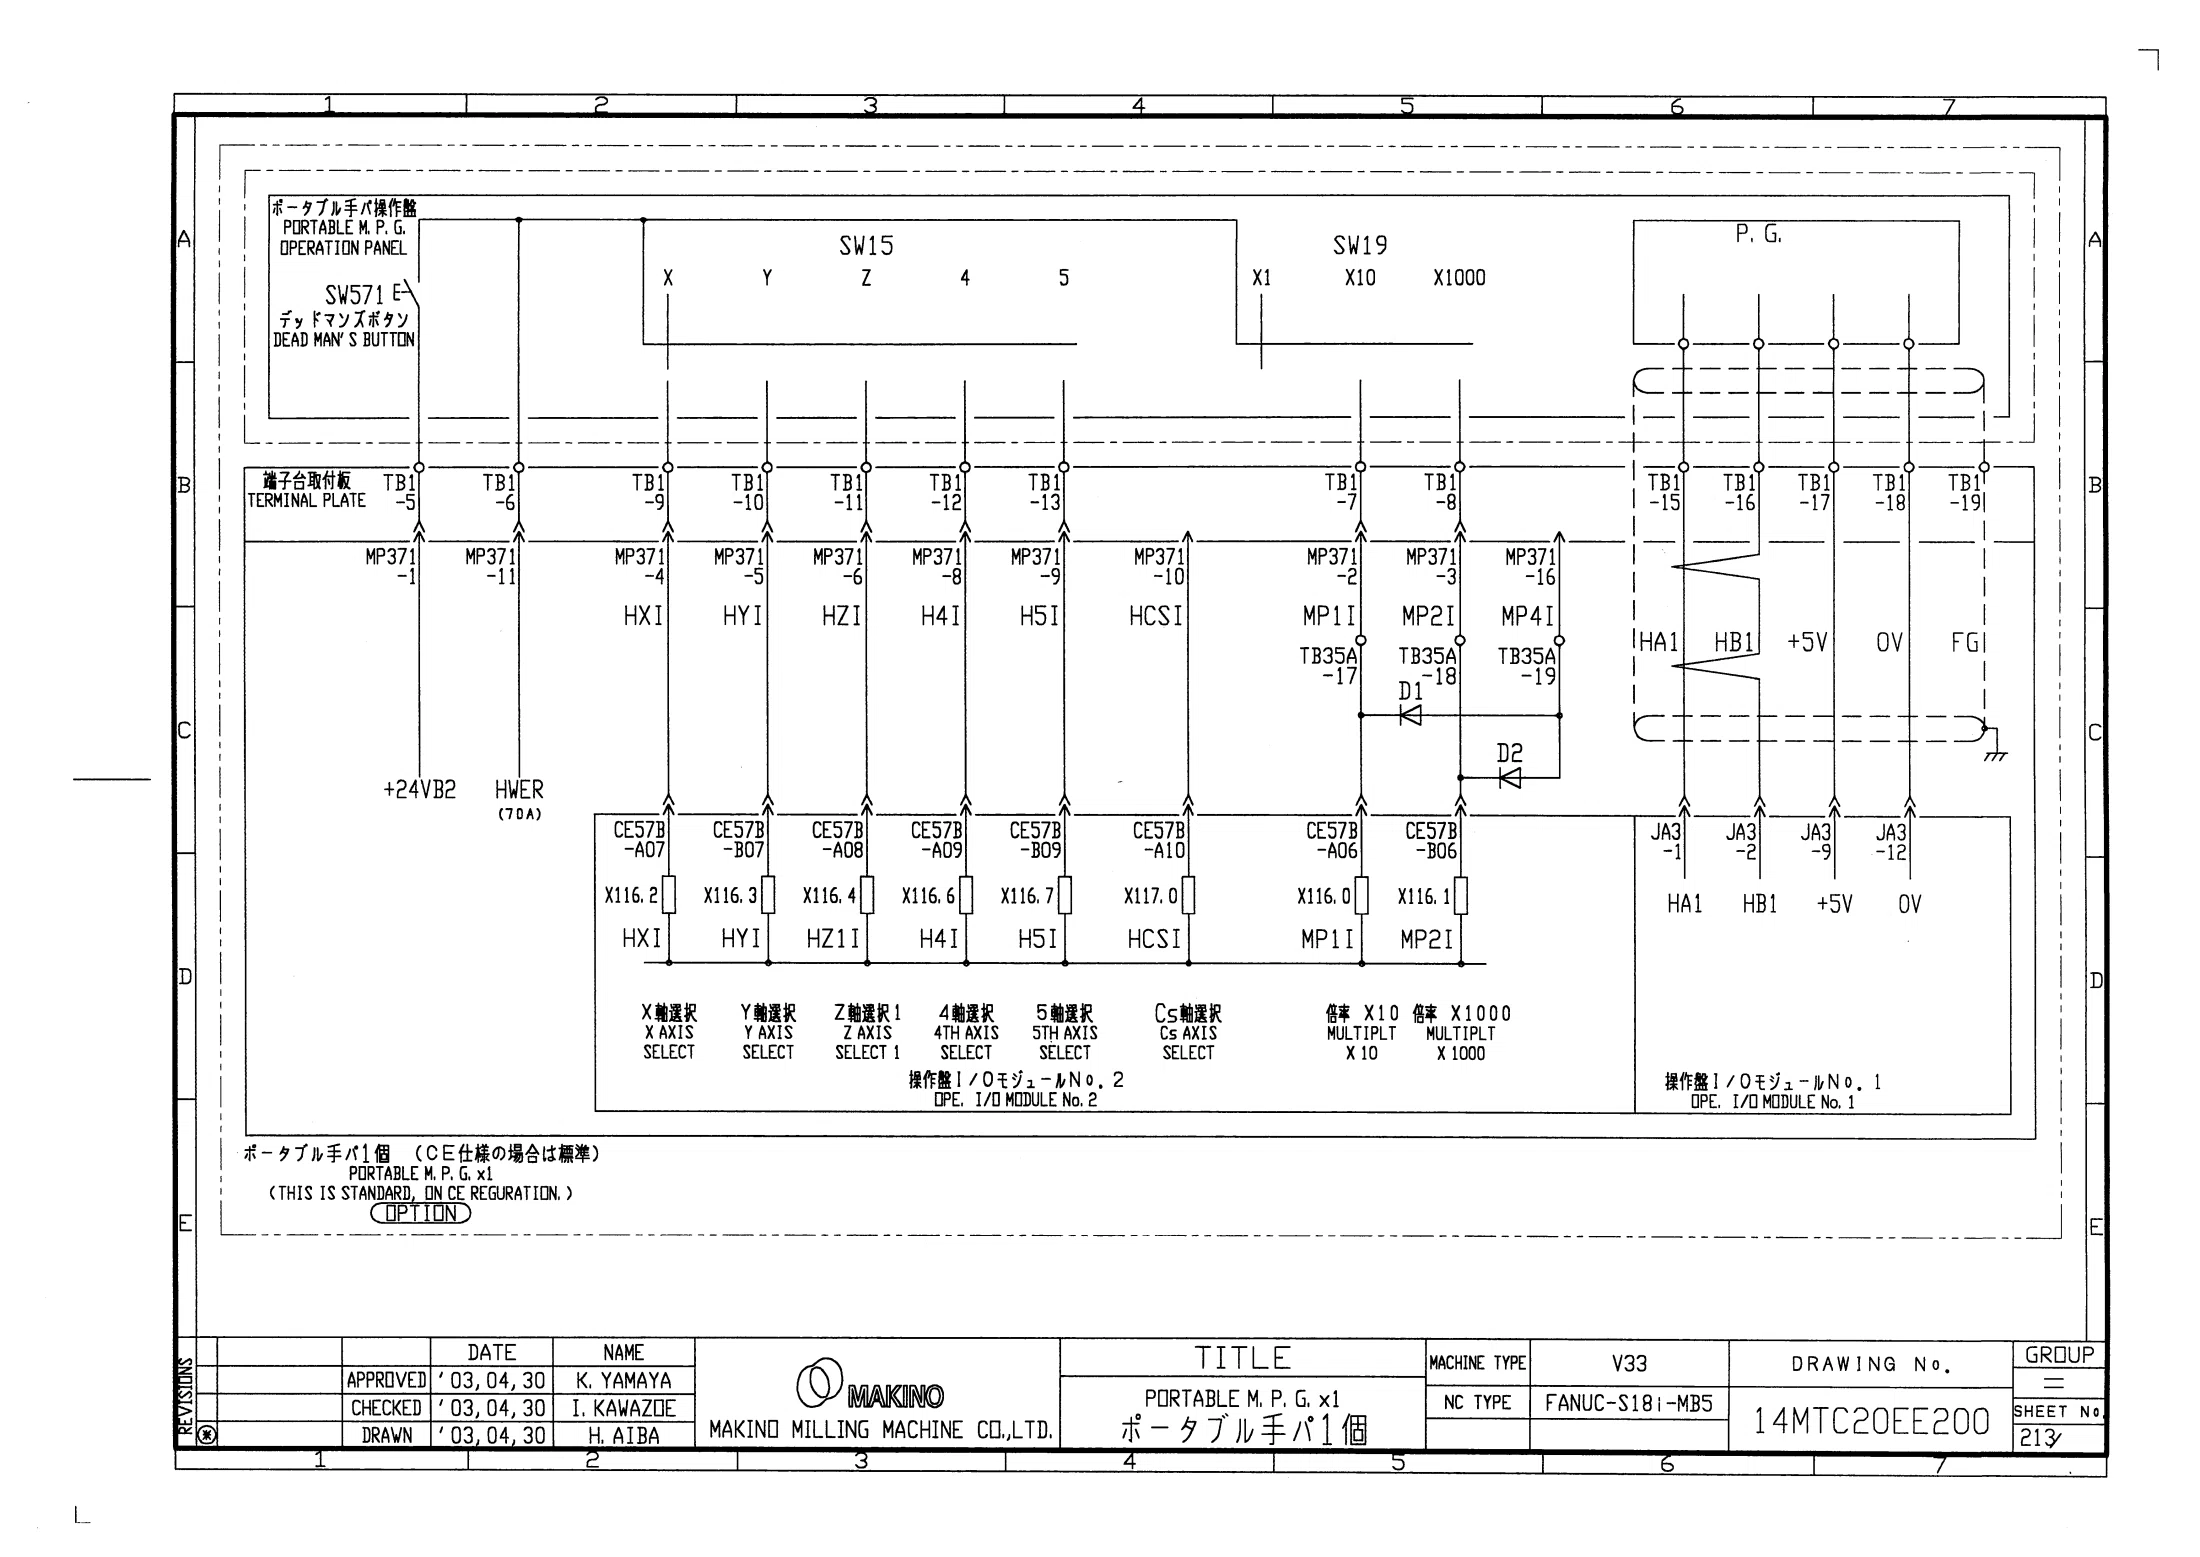 1 2 3 4 5 6 7
A A
ポータブル手パ操作盤
PORTABLE M. P. G.
OPERATION PANEL
SW15 SW19 P. G.
X Y Z 4 5 X1 X10 X1000
SW571
デッドマンズボタン
DEAD MAN'S BUTTON
B B
端子台取付板
TERMINAL PLATE
TB1 TB1 TB1 TB1 TB1 TB1 TB1 TB1 TB1 TB1 TB1 TB1 TB1 TB1
-5 -6 -9 -10 -11 -12 -13 -7 -8 -15 -16 -17 -18 -19
MP371 MP371 MP371 MP371 MP371 MP371 MP371 MP371 MP371 MP371 MP371
-1 -11 -4 -5 -6 -8 -9 -10 -2 -3 -16
HXI HYI HZI H4I H5I HCSI MP1I MP2I MP4I
HA1 HB1 +5V 0V FG
TB35A TB35A TB35A
-17 -18 -19
D1
C C
D2
+24VB2 HWER
(70A)
CE57B CE57B CE57B CE57B CE57B CE57B CE57B CE57B JA3 JA3 JA3 JA3
-A07 -B07 -A08 -A09 -B09 -A10 -A06 -B06 -1 -2 -9 -12
X116.2 X116.3 X116.4 X116.6 X116.7 X117.0 X116.0 X116.1
HA1 HB1 +5V 0V
HXI HYI HZ1I H4I H5I HCSI MP1I MP2I
D D
X軸選択 Y軸選択 Z軸選択1 4軸選択 5軸選択 Cs軸選択 倍率 X10 倍率 X1000
X AXIS Y AXIS Z AXIS 4TH AXIS 5TH AXIS Cs AXIS MULTIPLT MULTIPLT
SELECT SELECT SELECT 1 SELECT SELECT SELECT X 10 X 1000
操作盤I/OモジュールNo. 2
OPE. I/O MODULE No. 2
操作盤I/OモジュールNo. 1
OPE. I/O MODULE No. 1
ポータブル手パ1個 (CE仕様の場合は標準)
PORTABLE M. P. G. x1
(THIS IS STANDARD, ON CE REGURATION.)
OPTION
E E
REVISIONS
DATE NAME
APPROVED '03,04,30 K. YAMAYA
CHECKED '03,04,30 I. KAWAZOE
DRAWN '03,04,30 H. AIBA
MAKINO
MAKINO MILLING MACHINE CO.,LTD.
TITLE
PORTABLE M. P. G. x1
ポータブル手パ1個
MACHINE TYPE V33
NC TYPE FANUC-S18i-MB5
DRAWING No.
14MTC20EE200
GROUP
=
SHEET No.
213/
1 2 3 4 5 6 7